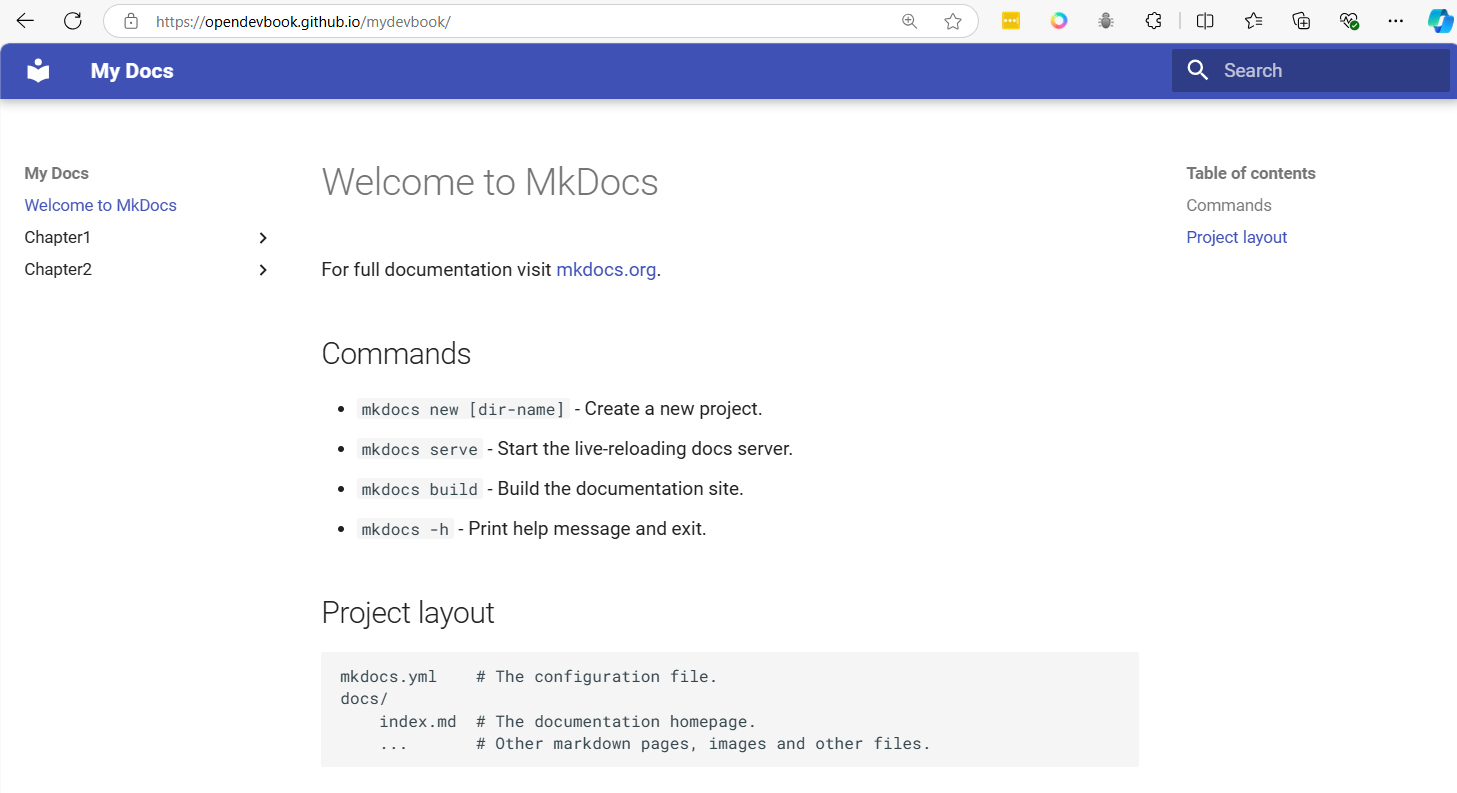 https://opendevbook.github.io/mydevbook/
My Docs
Search
My Docs
Welcome to MkDocs
Chapter1
Chapter2
Welcome to MkDocs
For full documentation visit mkdocs.org.
Commands
• mkdocs new [dir-name] - Create a new project.
• mkdocs serve - Start the live-reloading docs server.
• mkdocs build - Build the documentation site.
• mkdocs -h - Print help message and exit.
Project layout
mkdocs.yml    # The configuration file.
docs/
    index.md  # The documentation homepage.
    ...       # Other markdown pages, images and other files.
Table of contents
Commands
Project layout